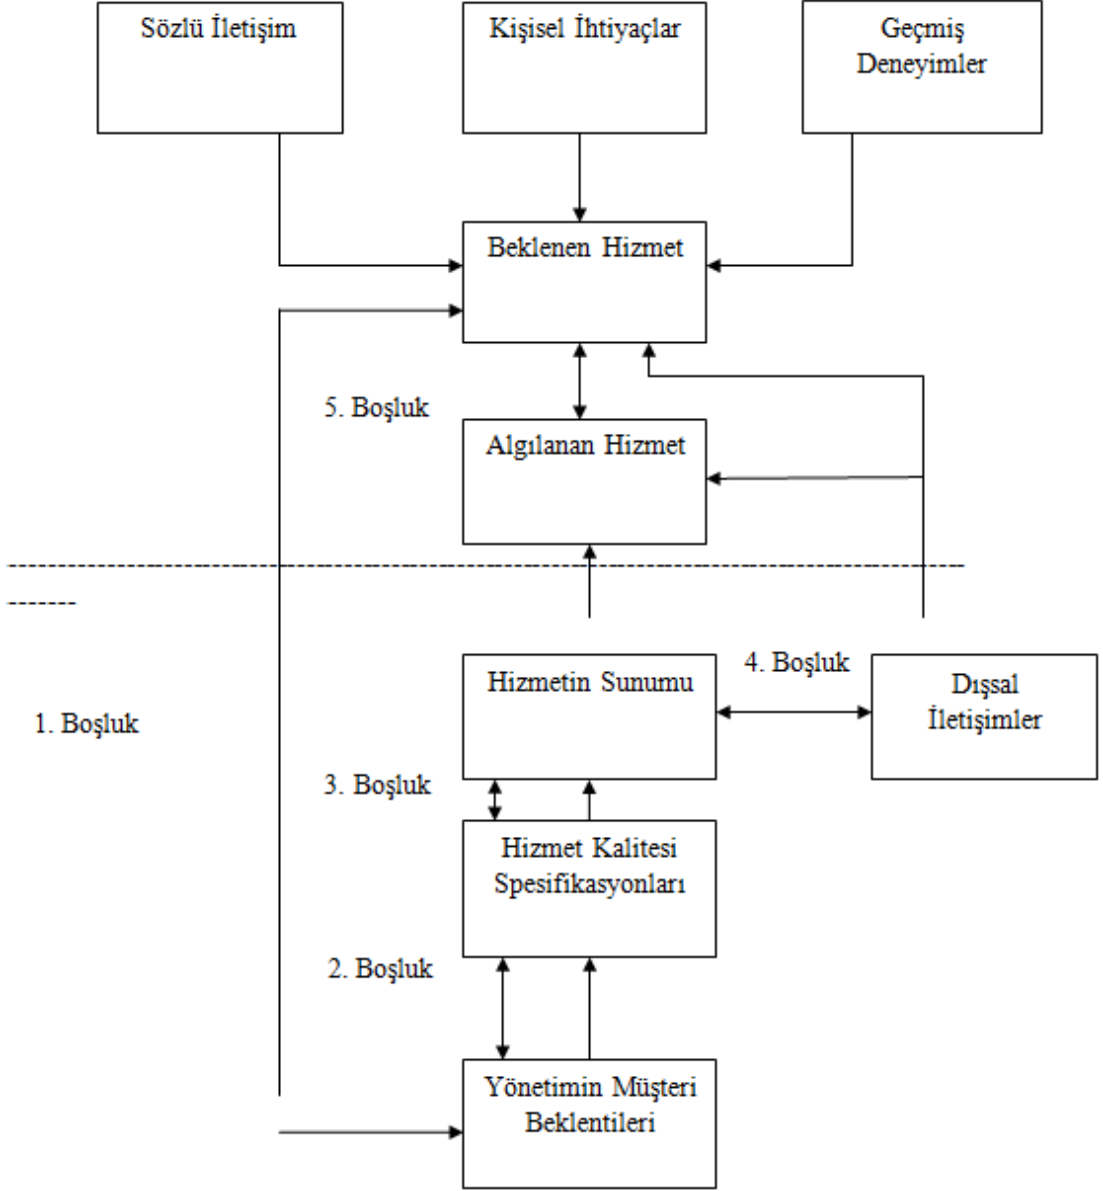 Sözlü İletişim
Kişisel İhtiyaçlar
Geçmiş
Deneyimler
Beklenen Hizmet
5. Boşluk
Algılanan Hizmet
4. Boşluk
Hizmetin Sunumu
Dışsal
İletişimler
1. Boşluk
3. Boşluk
Hizmet Kalitesi
Spesifikasyonları
2. Boşluk
Yönetimin Müşteri
Beklentileri